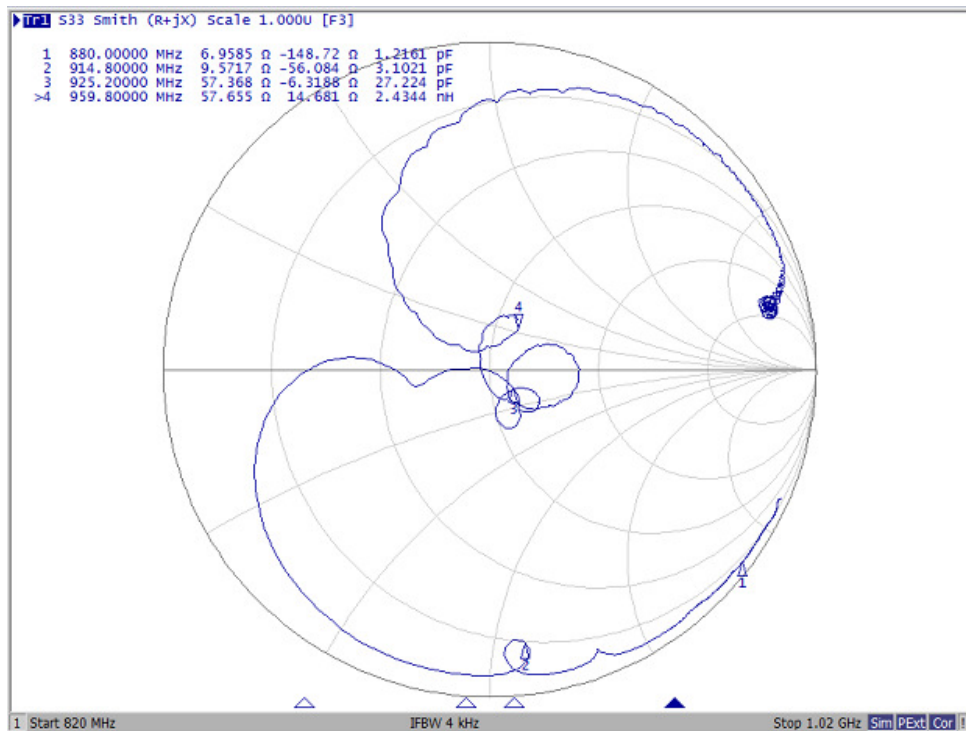 Tr1 S33 Smith (R+jX) Scale 1.000U [F3]
1 880.00000 MHz 6.9585 Ω -148.72 Ω 1.2161 pF
2 914.80000 MHz 9.5717 Ω -56.084 Ω 3.1021 pF
3 925.20000 MHz 57.368 Ω -6.3188 Ω 27.224 pF
>4 959.80000 MHz 57.655 Ω 14.681 Ω 2.4344 nH
4
3
1
2
1 Start 820 MHz IFBW 4 kHz Stop 1.02 GHz Sim PExt Cor !